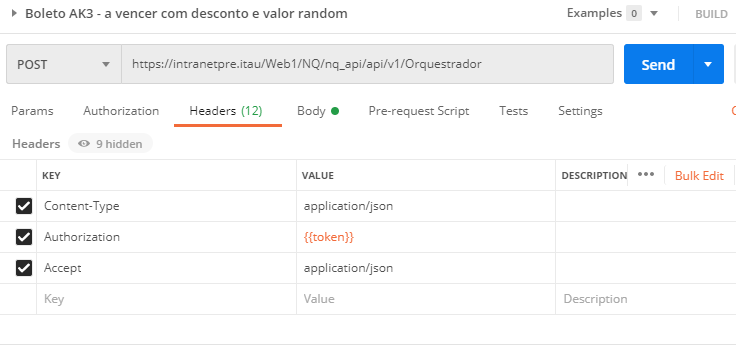 Boleto AK3 - a vencer com desconto e valor random Examples 0 BUILD
POST https://intranetpre.itau/Web1/NQ/nq_api/api/v1/Orquestrador Send
Params Authorization Headers (12) Body Pre-request Script Tests Settings
Headers 9 hidden
KEY VALUE DESCRIPTION ••• Bulk Edit
Content-Type application/json
Authorization {{token}}
Accept application/json
Key Value Description